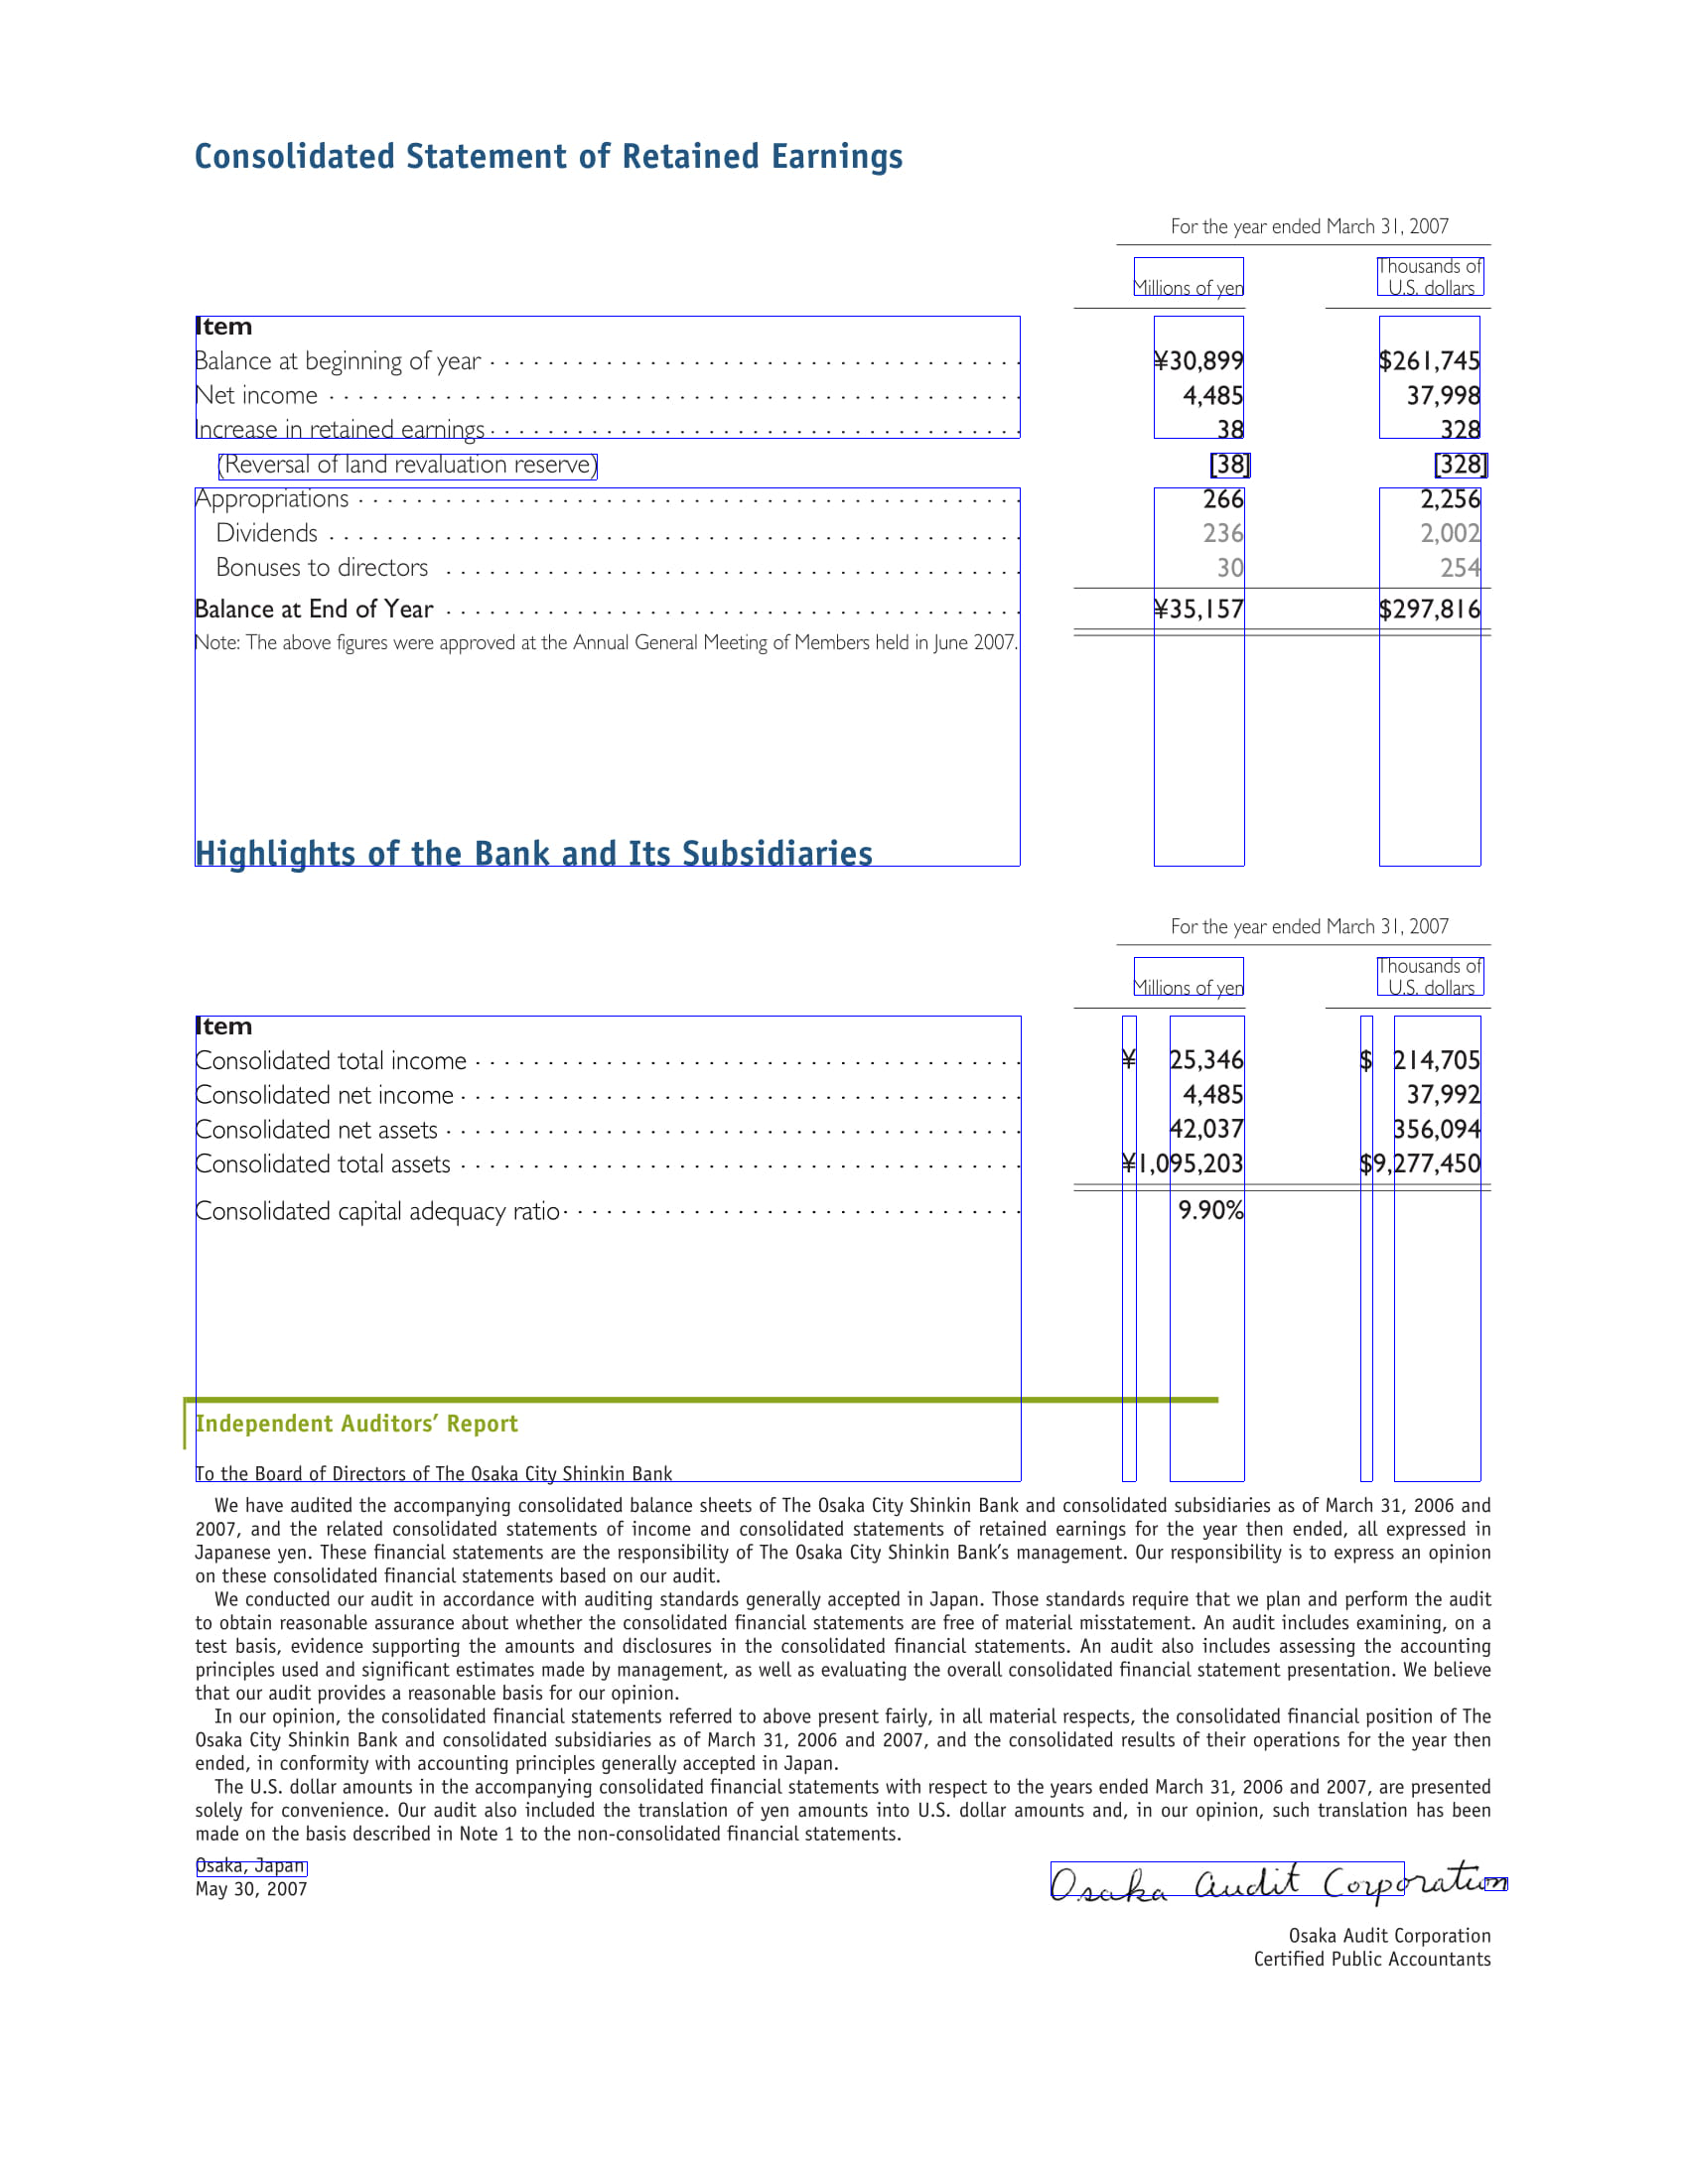 Consolidated Statement of Retained Earnings
For the year ended March 31, 2007
Millions of yen Thousands of U.S. dollars
Item
Balance at beginning of year ¥30,899 $261,745
Net income 4,485 37,998
Increase in retained earnings 38 328
(Reversal of land revaluation reserve) [38] [328]
Appropriations 266 2,256
Dividends 236 2,002
Bonuses to directors 30 254
Balance at End of Year ¥35,157 $297,816
Note: The above figures were approved at the Annual General Meeting of Members held in June 2007.
Highlights of the Bank and Its Subsidiaries
For the year ended March 31, 2007
Millions of yen Thousands of U.S. dollars
Item
Consolidated total income ¥ 25,346 $ 214,705
Consolidated net income 4,485 37,992
Consolidated net assets 42,037 356,094
Consolidated total assets ¥1,095,203 $9,277,450
Consolidated capital adequacy ratio 9.90%
Independent Auditors’ Report
To the Board of Directors of The Osaka City Shinkin Bank
We have audited the accompanying consolidated balance sheets of The Osaka City Shinkin Bank and consolidated subsidiaries as of March 31, 2006 and
2007, and the related consolidated statements of income and consolidated statements of retained earnings for the year then ended, all expressed in
Japanese yen. These financial statements are the responsibility of The Osaka City Shinkin Bank’s management. Our responsibility is to express an opinion
on these consolidated financial statements based on our audit.
We conducted our audit in accordance with auditing standards generally accepted in Japan. Those standards require that we plan and perform the audit
to obtain reasonable assurance about whether the consolidated financial statements are free of material misstatement. An audit includes examining, on a
test basis, evidence supporting the amounts and disclosures in the consolidated financial statements. An audit also includes assessing the accounting
principles used and significant estimates made by management, as well as evaluating the overall consolidated financial statement presentation. We believe
that our audit provides a reasonable basis for our opinion.
In our opinion, the consolidated financial statements referred to above present fairly, in all material respects, the consolidated financial position of The
Osaka City Shinkin Bank and consolidated subsidiaries as of March 31, 2006 and 2007, and the consolidated results of their operations for the year then
ended, in conformity with accounting principles generally accepted in Japan.
The U.S. dollar amounts in the accompanying consolidated financial statements with respect to the years ended March 31, 2006 and 2007, are presented
solely for convenience. Our audit also included the translation of yen amounts into U.S. dollar amounts and, in our opinion, such translation has been
made on the basis described in Note 1 to the non-consolidated financial statements.
Osaka, Japan
May 30, 2007
Osaka Audit Corporation
Osaka Audit Corporation
Certified Public Accountants